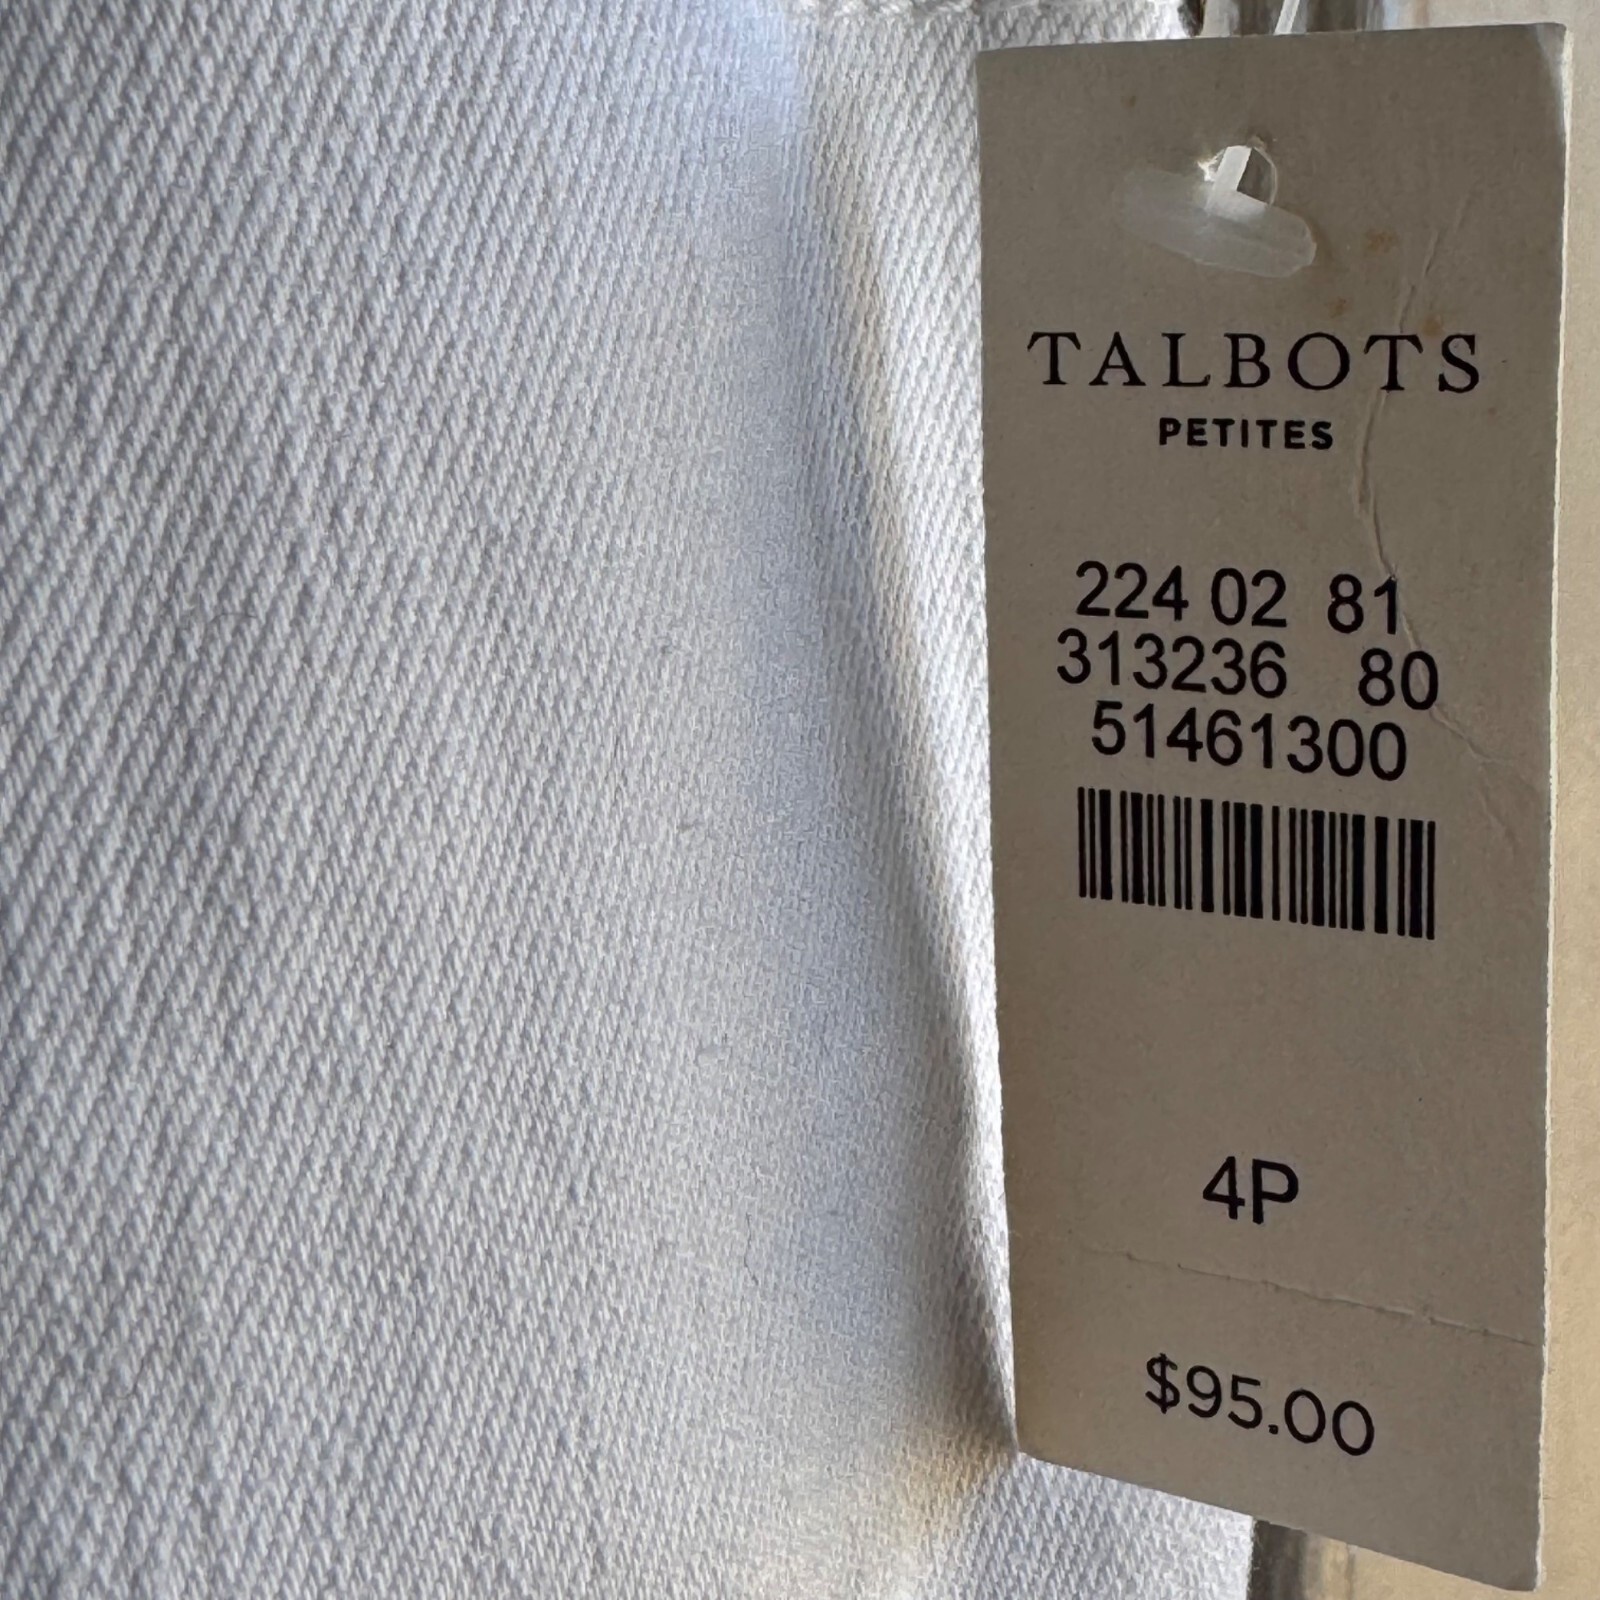 TALBOTS
PETITES
224 02 81
313236 80
51461300
4P
$95.00